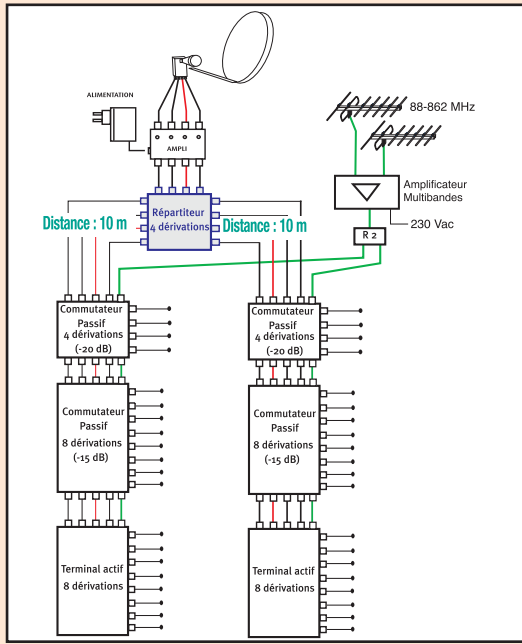 ALIMENTATION
AMPLI
88-862 MHz
Amplificateur
Multibandes
230 Vac
R 2
Répartiteur
4 dérivations
Distance : 10 m
Distance : 10 m
Commutateur
Passif
4 dérivations
(-20 dB)
Commutateur
Passif
4 dérivations
(-20 dB)
Commutateur
Passif
8 dérivations
(-15 dB)
Commutateur
Passif
8 dérivations
(-15 dB)
Terminal actif
8 dérivations
Terminal actif
8 dérivations